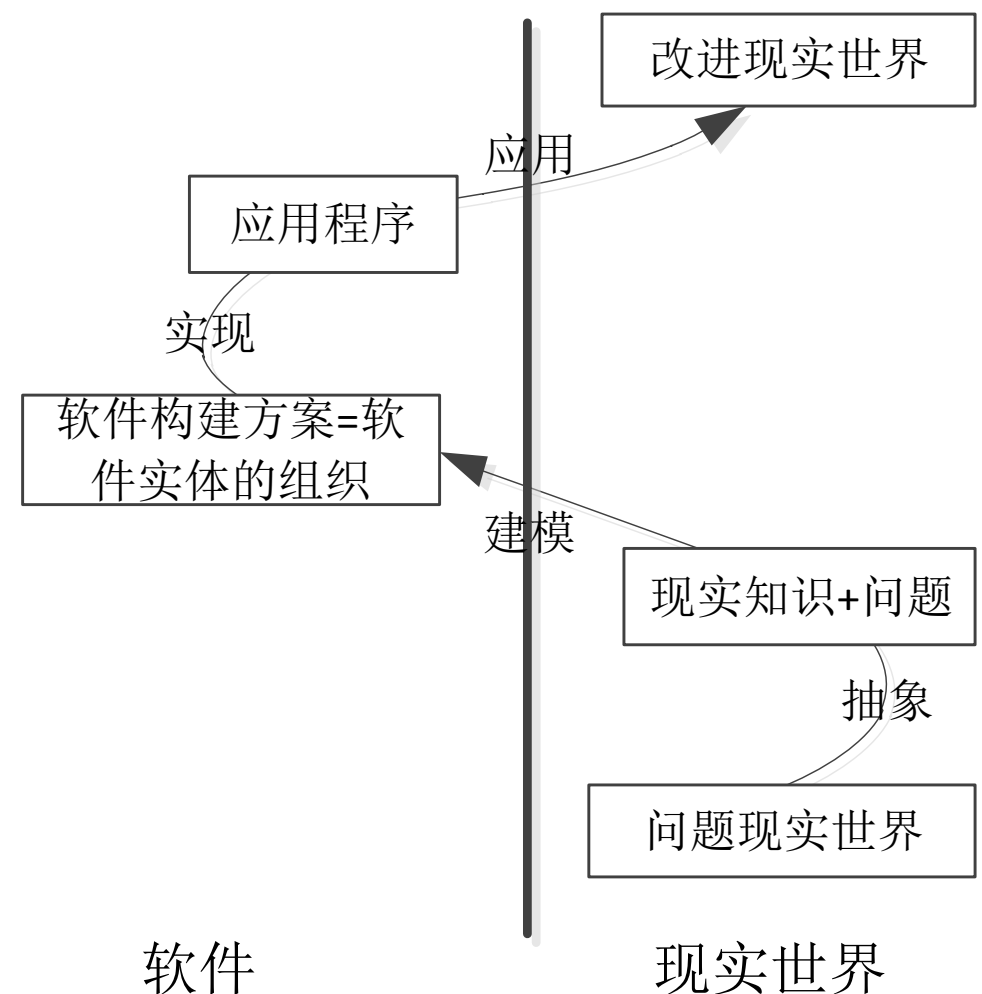 改进现实世界
应用
应用程序
实现
软件构建方案=软
件实体的组织
建模
现实知识+问题
抽象
问题现实世界
软件
现实世界